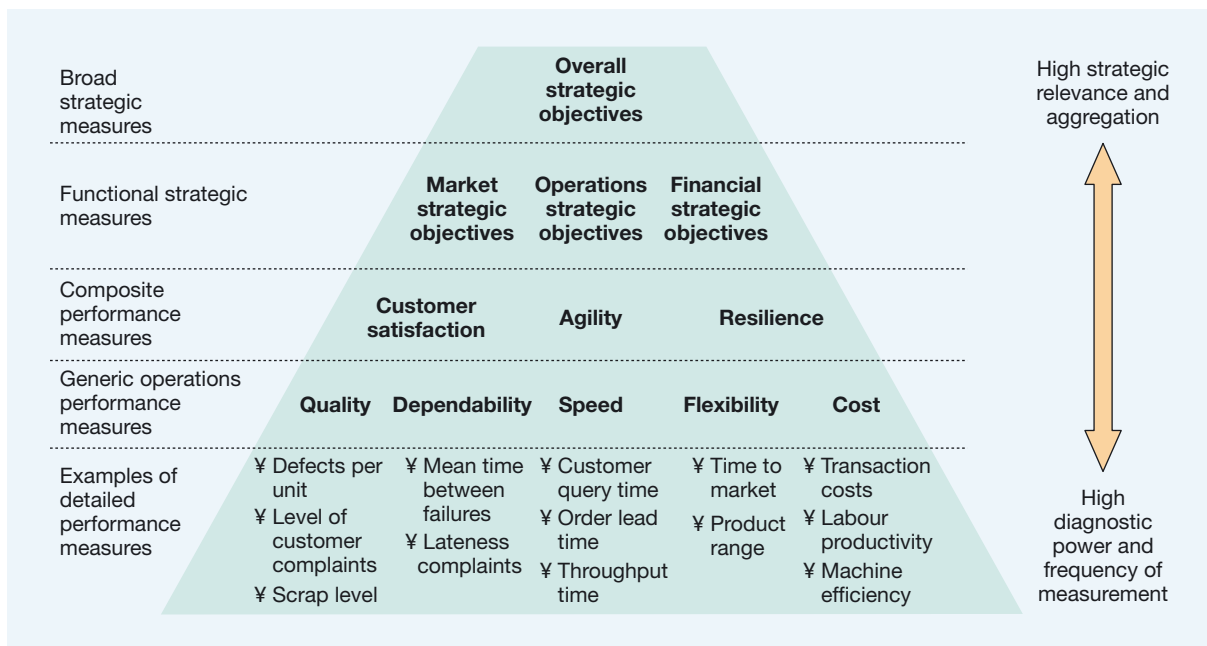 Broad
strategic
measures
Overall
strategic
objectives
High strategic
relevance and
aggregation
Functional strategic
measures
Market
strategic
objectives
Operations
strategic
objectives
Financial
strategic
objectives
Composite
performance
measures
Customer
satisfaction
Agility
Resilience
Generic operations
performance
measures
Quality
Dependability
Speed
Flexibility
Cost
Examples of
detailed
performance
measures
¥ Defects per
unit
¥ Level of
customer
complaints
¥ Scrap level
¥ Mean time
between
failures
¥ Lateness
complaints
¥ Customer
query time
¥ Order lead
time
¥ Throughput
time
¥ Time to
market
¥ Product
range
¥ Transaction
costs
¥ Labour
productivity
¥ Machine
efficiency
High
diagnostic
power and
frequency of
measurement